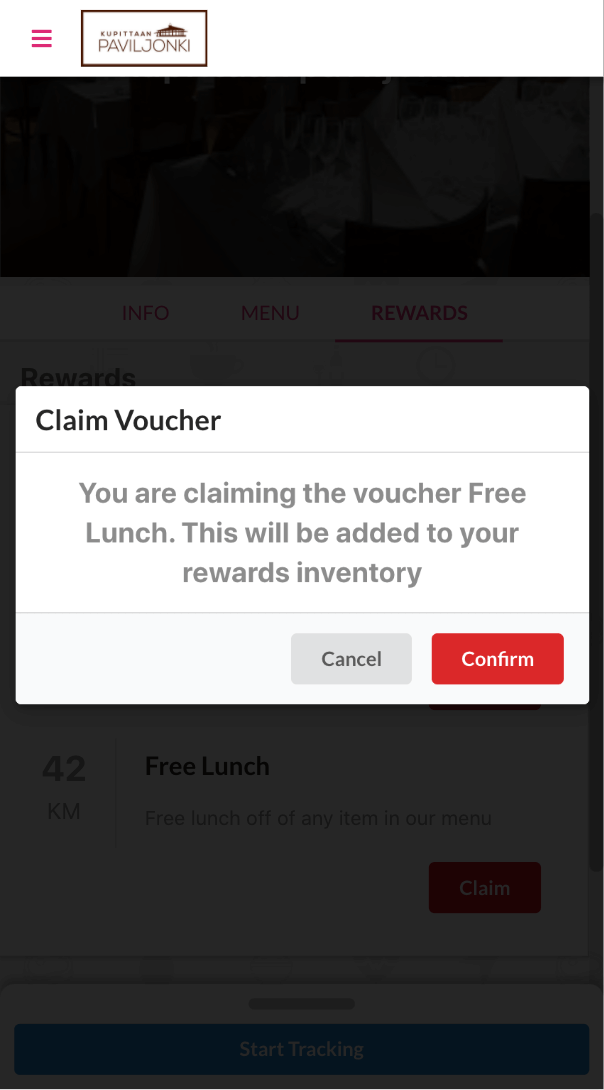 KUPITTAAN
PAVILJONKI
INFO MENU REWARDS
Rewards
Claim Voucher
You are claiming the voucher Free
Lunch. This will be added to your
rewards inventory
Cancel Confirm
42
KM
Free Lunch
Free lunch off of any item in our menu
Claim
Start Tracking